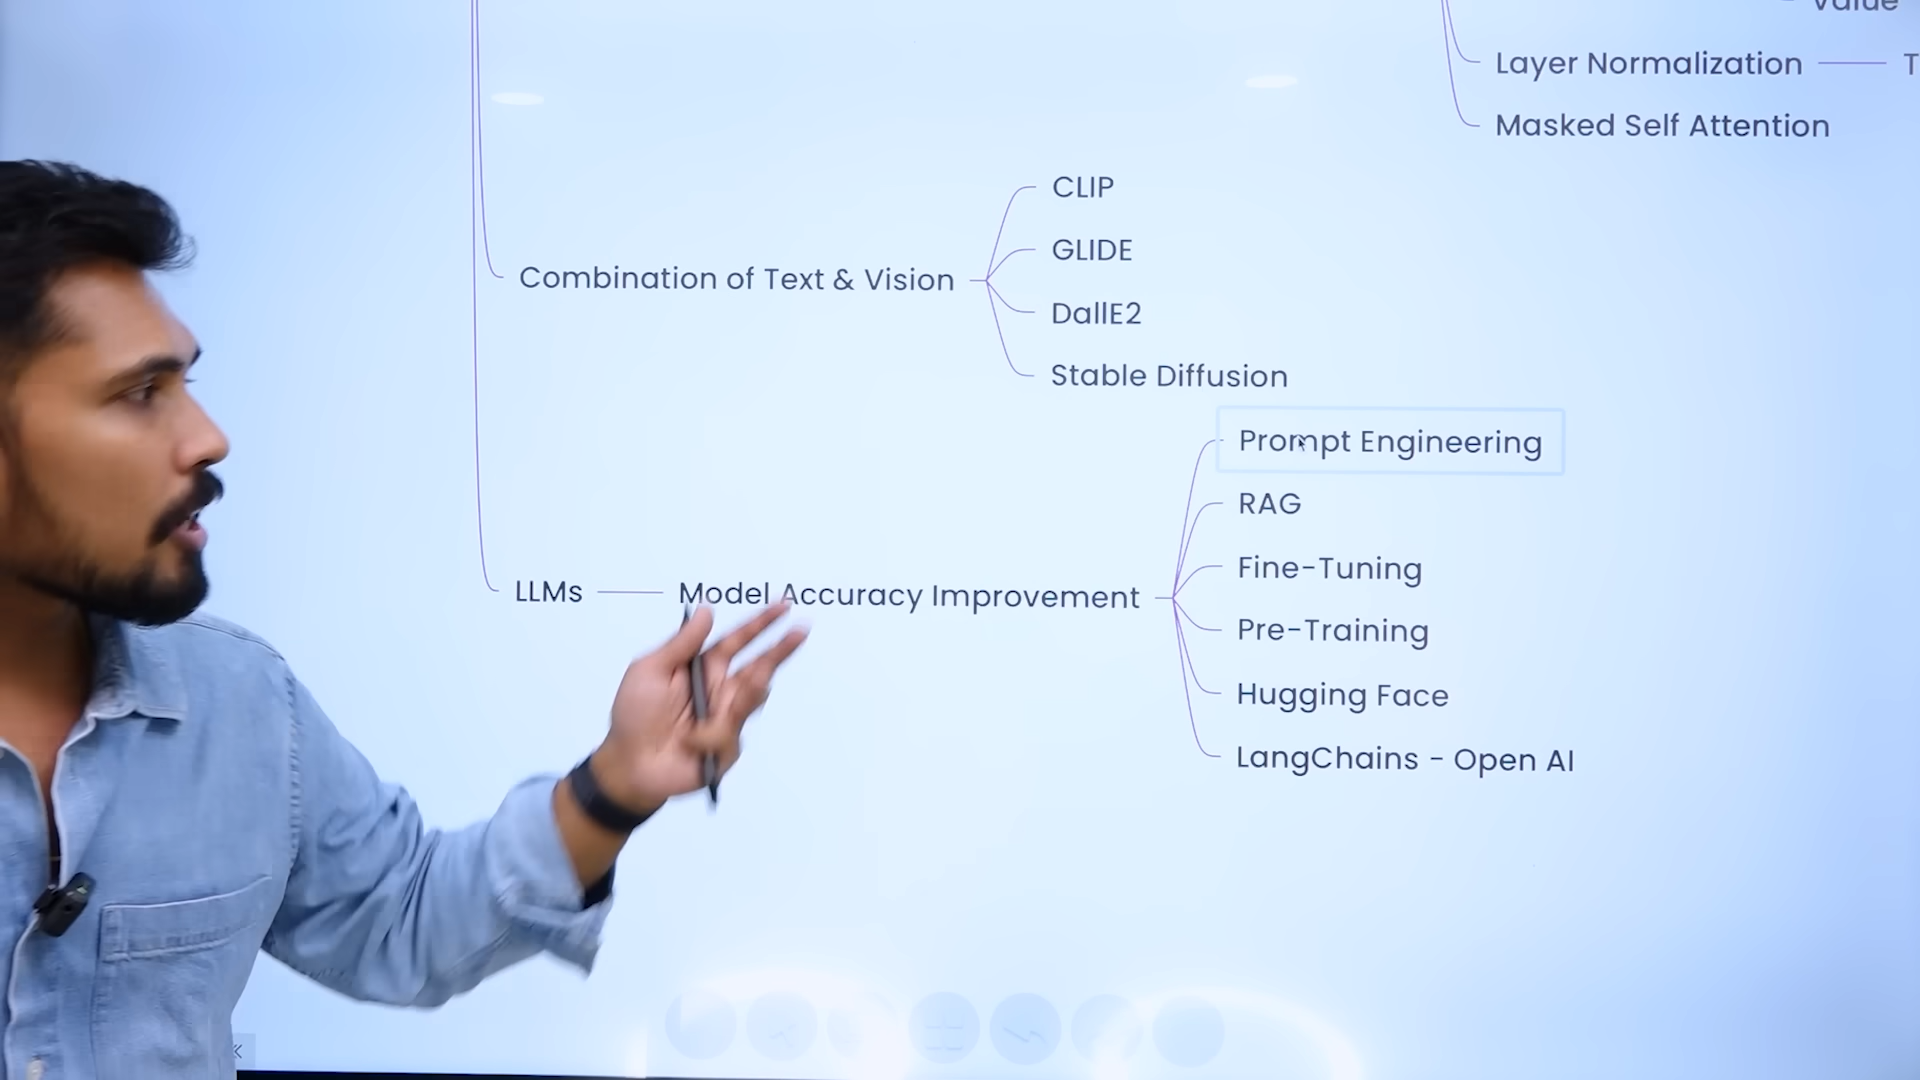 Value
Layer Normalization
T
Masked Self Attention
Combination of Text & Vision
CLIP
GLIDE
DallE2
Stable Diffusion
LLMs
Model Accuracy Improvement
Prompt Engineering
RAG
Fine-Tuning
Pre-Training
Hugging Face
LangChains - Open AI